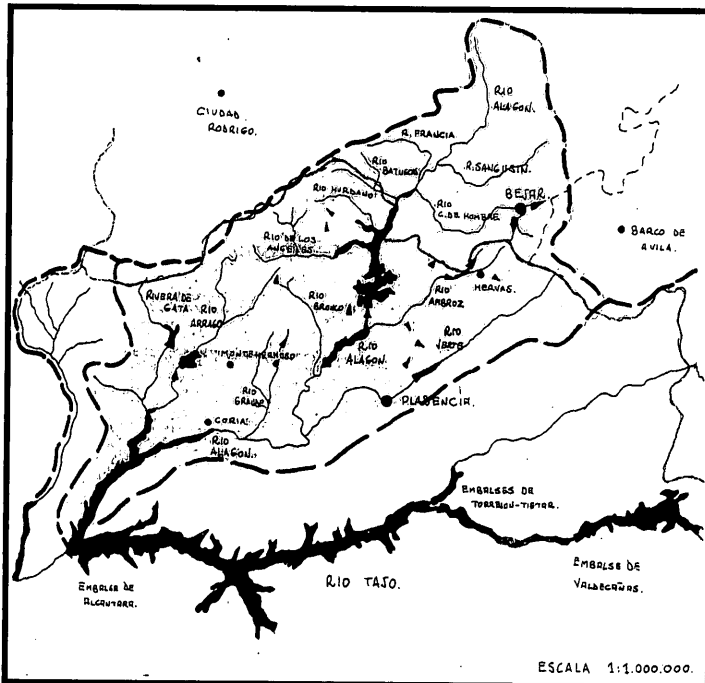 CIUDAD
RODRIGO.
RIO
ALAGON.
R. FRANCIA
RIO
BATUECAS
R. SANGUSIN.
RIO HURDANO
BEJAR
RIO
C. DE HOMBRE
BARCO DE
AVILA.
RIO DE LOS
ANGELES.
HERVAS.
RIVERA DE
GATA
RIO
ARRAGO
RIO
BRONCO
RIO
AMBROZ
RIO
ALAGON.
RIO
JERTE
MONTEHERMOSO
RIO
PLASENCIA.
CORIA
RIO
ALAGON.
EMBALSES DE
TORREJON-TIETAR.
EMBALSE DE
VALDECAÑAS.
EMBALSE DE
ALCANTARA.
RIO TAJO.
ESCALA 1:1.000.000.